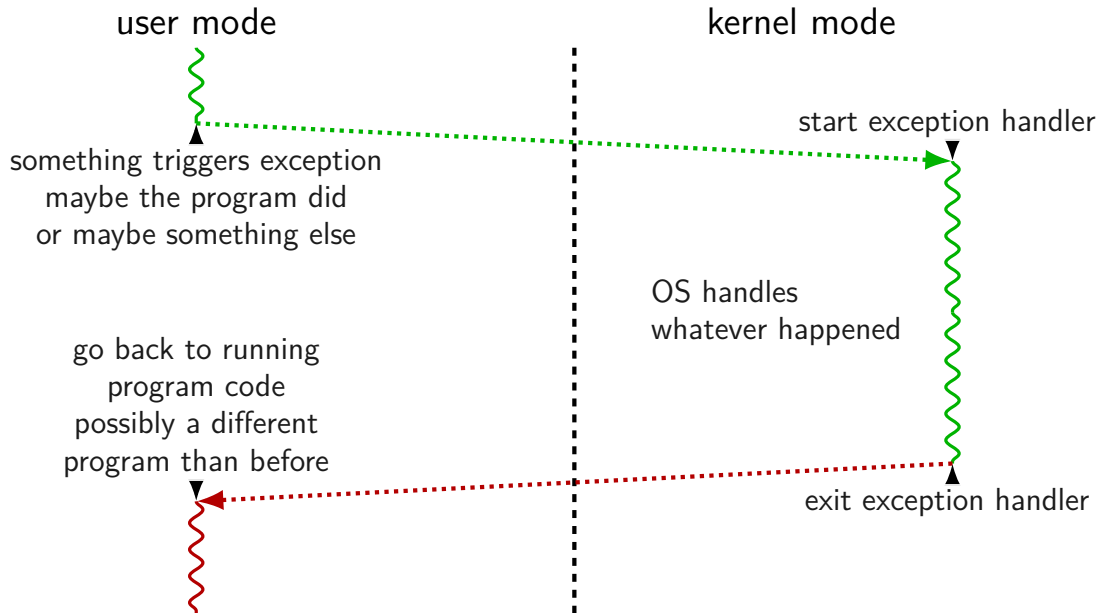 user mode
kernel mode
start exception handler
something triggers exception
maybe the program did
or maybe something else
OS handles
whatever happened
go back to running
program code
possibly a different
program than before
exit exception handler